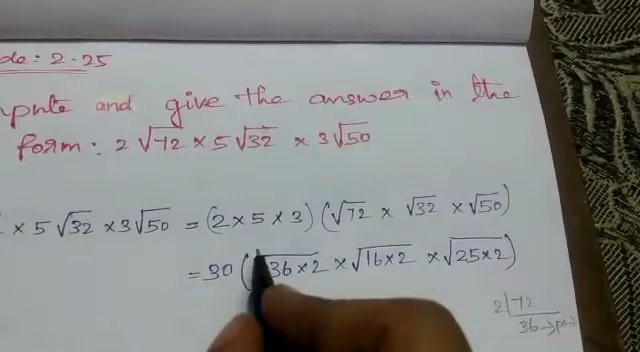 de: 2.25
pute and give the answer in the
form: 2√72 × 5√32 × 3√50
× 5√32 × 3√50 = (2 × 5 × 3) (√72 × √32 × √50)
= 30 (√36×2 × √16×2 × √25×2)
2 72
36 →